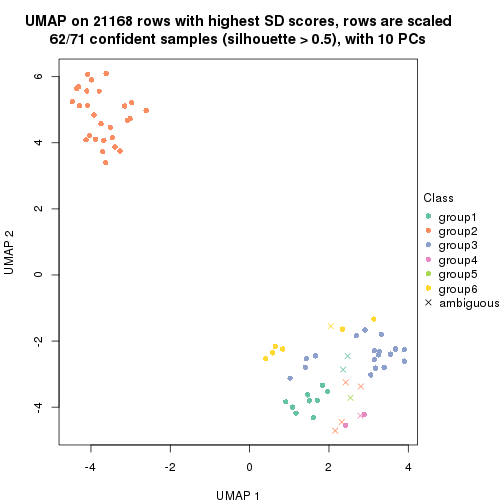 UMAP on 21168 rows with highest SD scores, rows are scaled
62/71 confident samples (silhouette > 0.5), with 10 PCs
6
4
2
0
-2
-4
UMAP 2
-4
-2
0
2
4
UMAP 1
Class
group1
group2
group3
group4
group5
group6
ambiguous